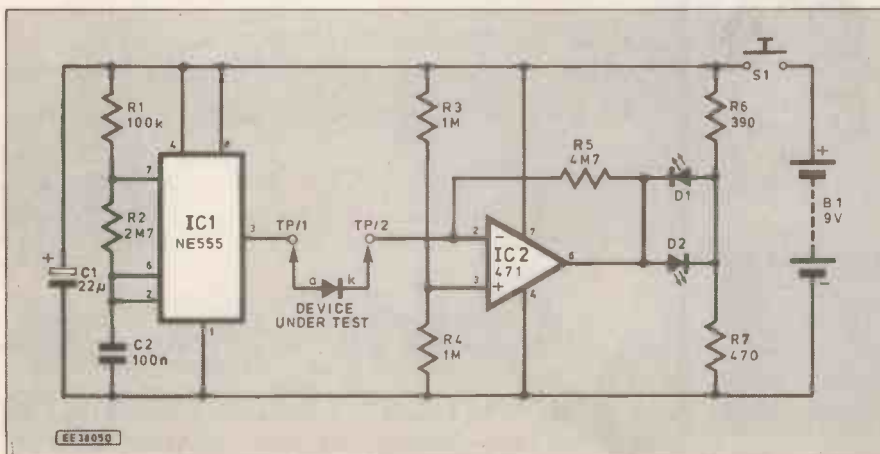 S1
R1
100k
R3
1M
R6
390
4
8
7
R5
4M7
D1
+
B1
9V
R2
2M7
IC1
NE555
3
TP/1
TP/2
2
−
7
IC2
471
6
D2
6
2
a
k
DEVICE
UNDER TEST
3
+
4
+
C1
22µ
1
C2
100n
R4
1M
R7
470
−
EE3805G